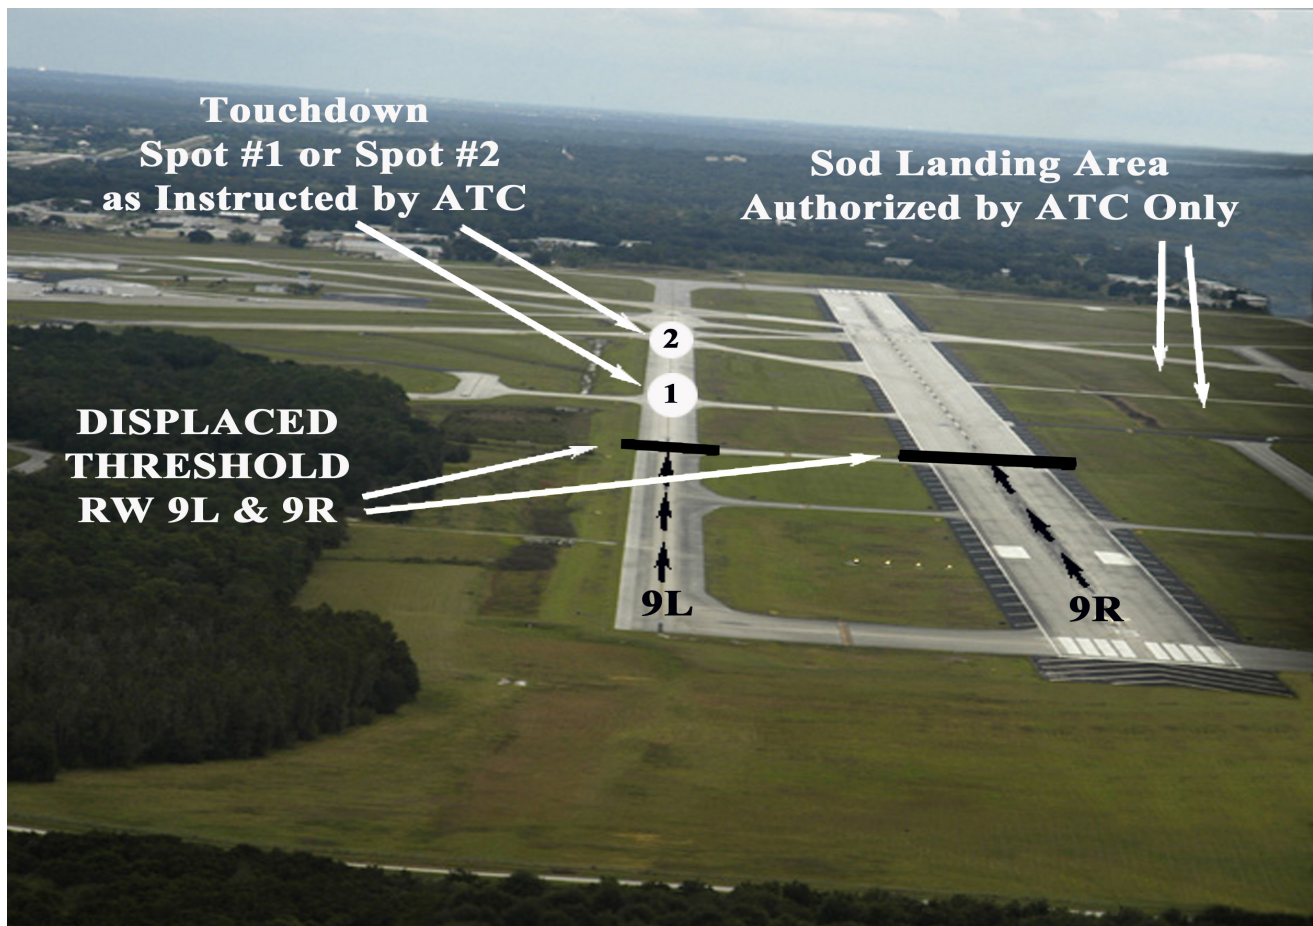 Touchdown
Spot #1 or Spot #2
as Instructed by ATC
Sod Landing Area
Authorized by ATC Only
2
1
DISPLACED
THRESHOLD
RW 9L & 9R
9L
9R